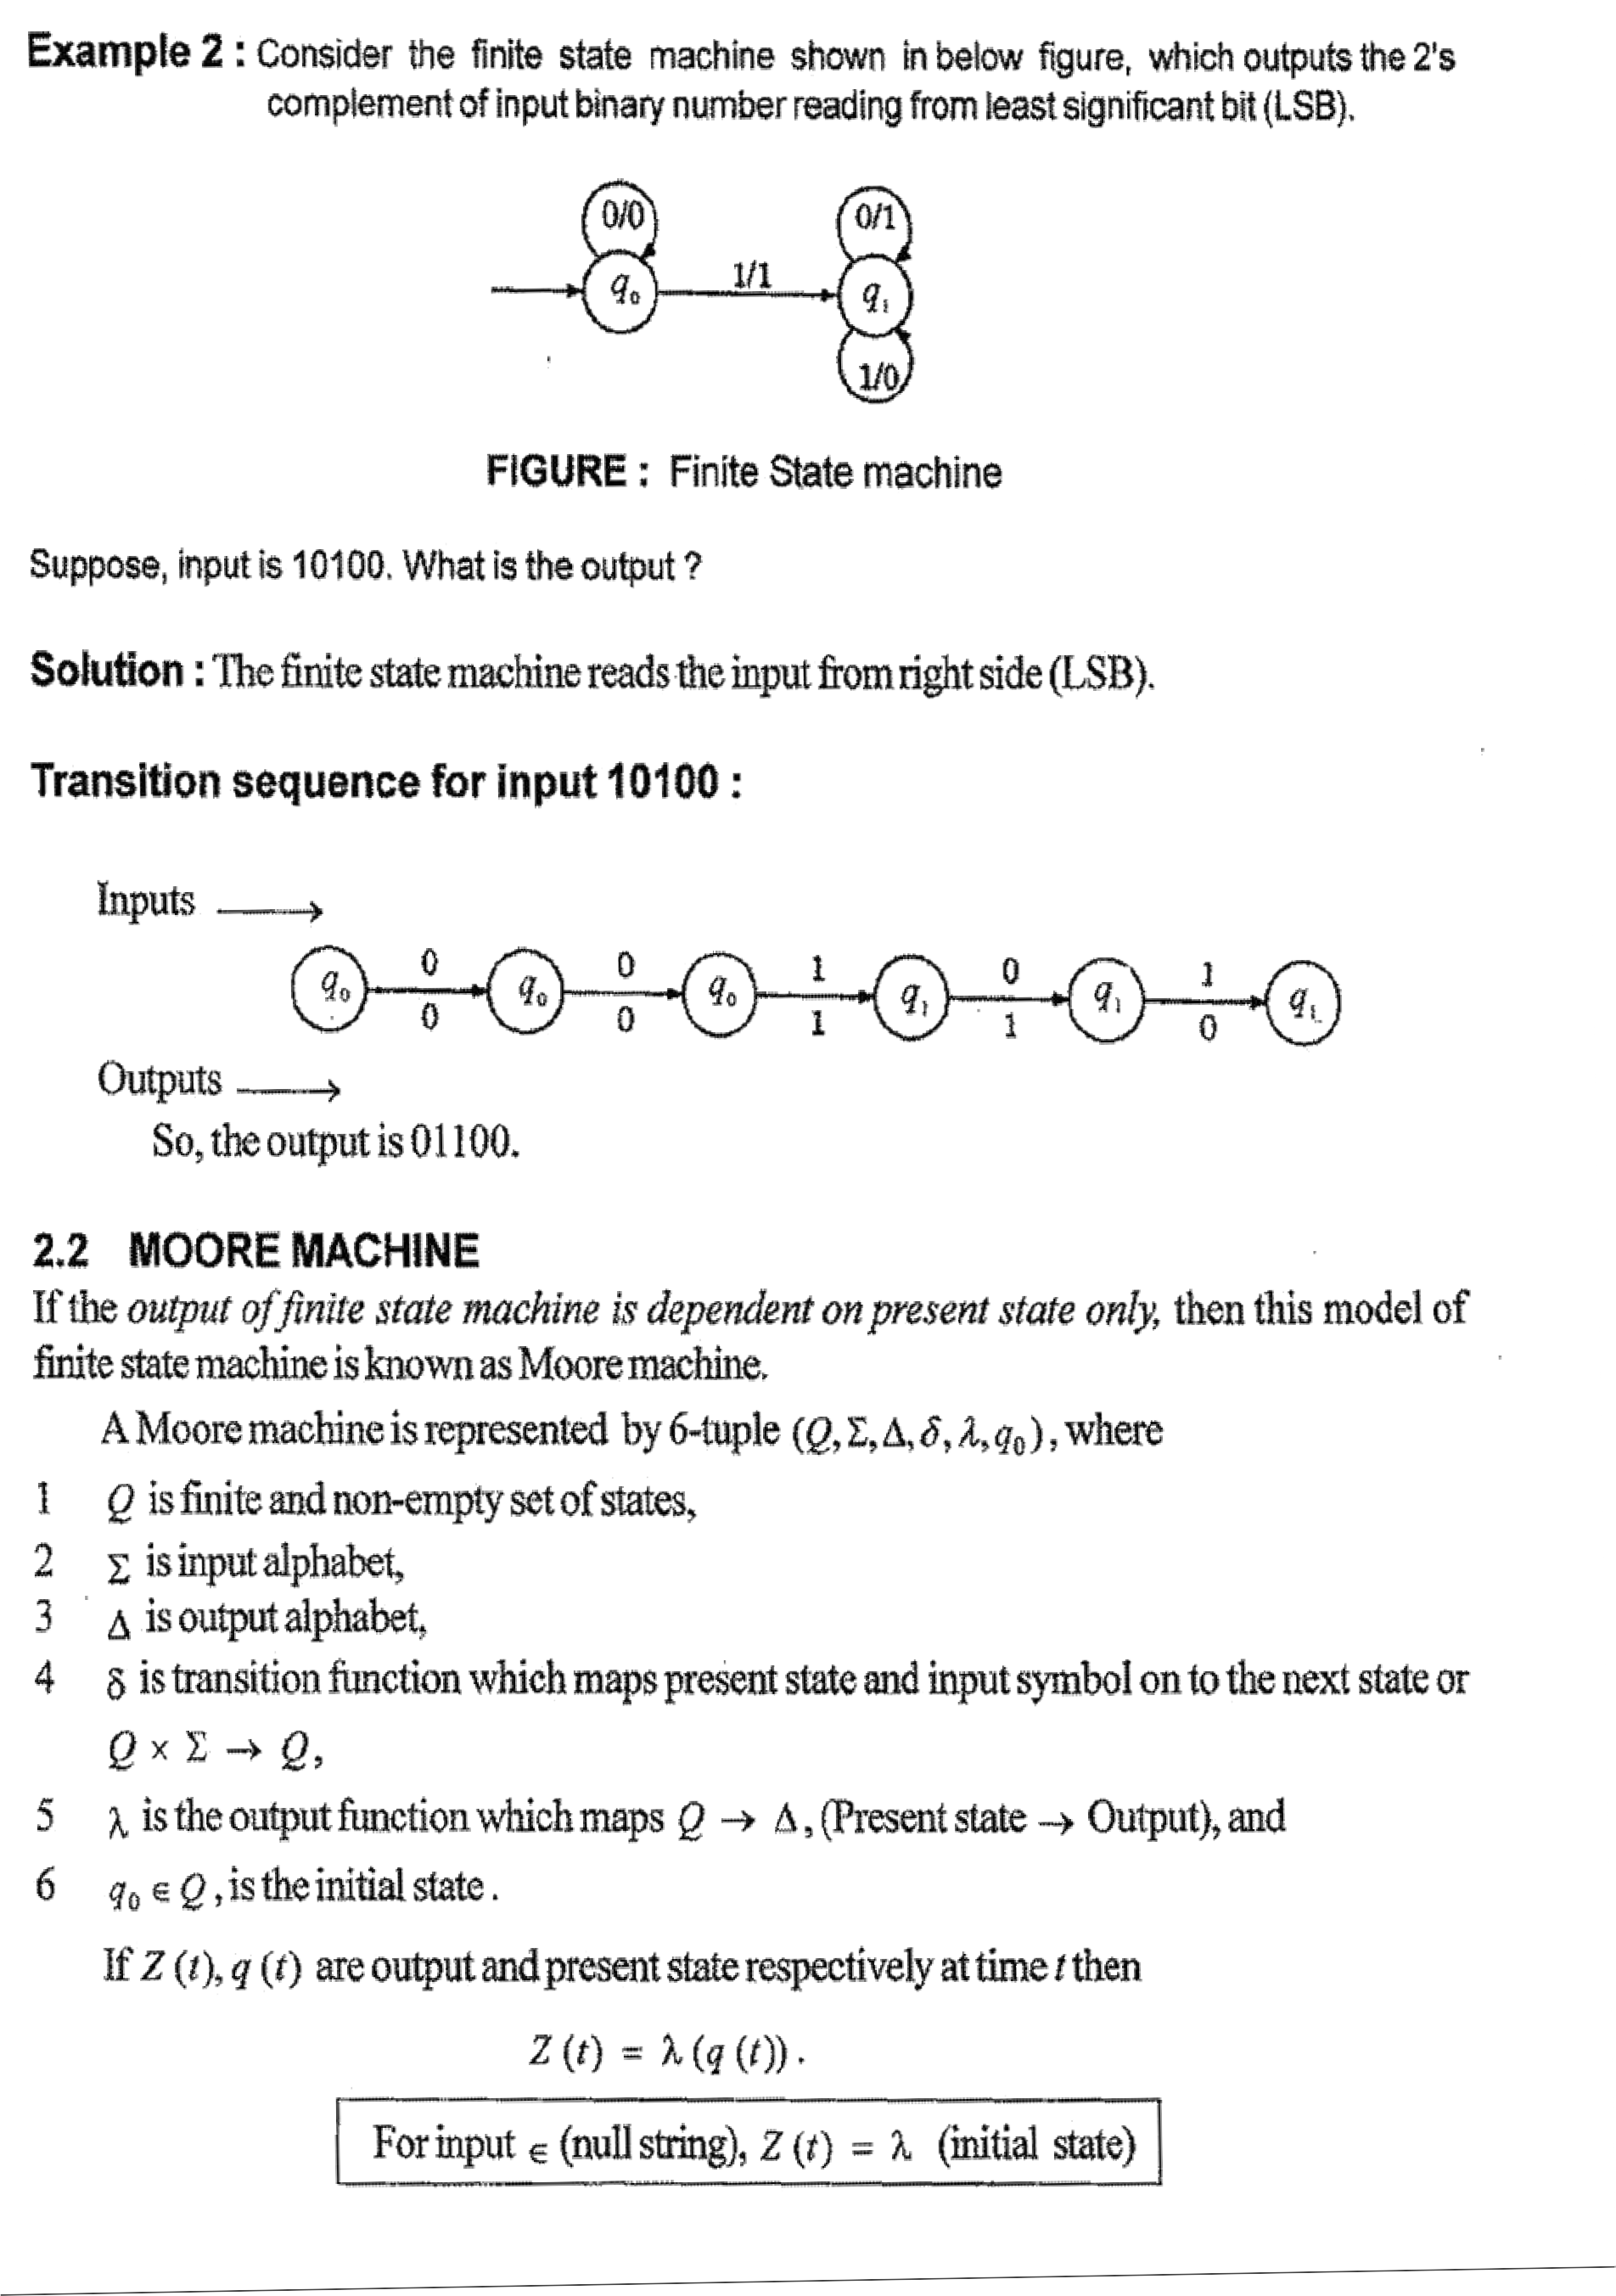 Example 2 : Consider the finite state machine shown in below figure, which outputs the 2's
complement of input binary number reading from least significant bit (LSB).
0/0
0/1
1/1
q₀
q₁
1/0
FIGURE : Finite State machine
Suppose, input is 10100. What is the output ?
Solution : The finite state machine reads the input from right side (LSB).
Transition sequence for input 10100 :
Inputs →
0 0 1 0 1
q₀ q₀ q₀ q₁ q₁ q₁
0 0 1 1 0
Outputs →
So, the output is 01100.
2.2 MOORE MACHINE
If the output of finite state machine is dependent on present state only, then this model of
finite state machine is known as Moore machine.
A Moore machine is represented by 6-tuple (Q, Σ, Δ, δ, λ, q₀), where
1 Q is finite and non-empty set of states,
2 Σ is input alphabet,
3 Δ is output alphabet,
4 δ is transition function which maps present state and input symbol on to the next state or
Q × Σ → Q,
5 λ is the output function which maps Q → Δ, (Present state → Output), and
6 q₀ ∈ Q, is the initial state .
If Z (t), q (t) are output and present state respectively at time t then
Z (t) = λ (q (t)) .
For input ∈ (null string), Z (t) = λ (initial state)